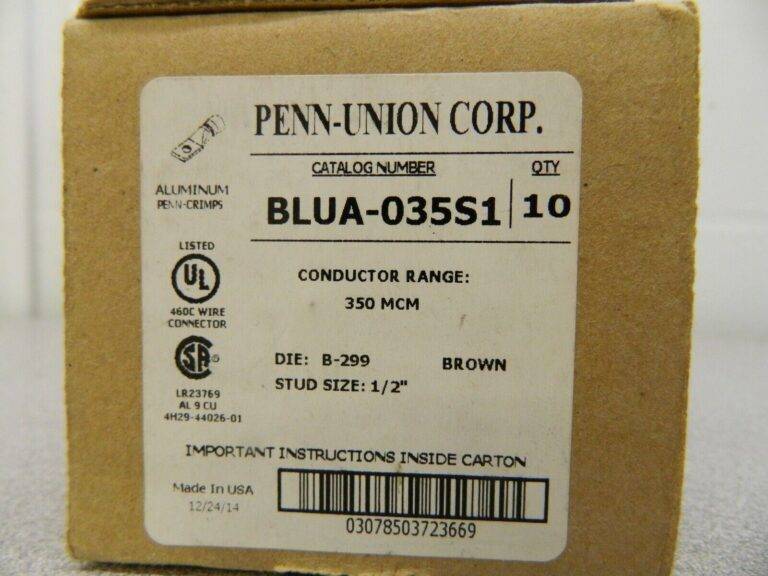 PENN-UNION CORP.
CATALOG NUMBER QTY
BLUA-035S1 10
ALUMINUM
PENN-CRIMPS
LISTED
UL
460C WIRE
CONNECTOR
CONDUCTOR RANGE:
350 MCM
SA
LR23769
AL 9 CU
4H29-44026-01
DIE: B-299 BROWN
STUD SIZE: 1/2"
IMPORTANT INSTRUCTIONS INSIDE CARTON
Made In USA
12/24/14
03078503723669